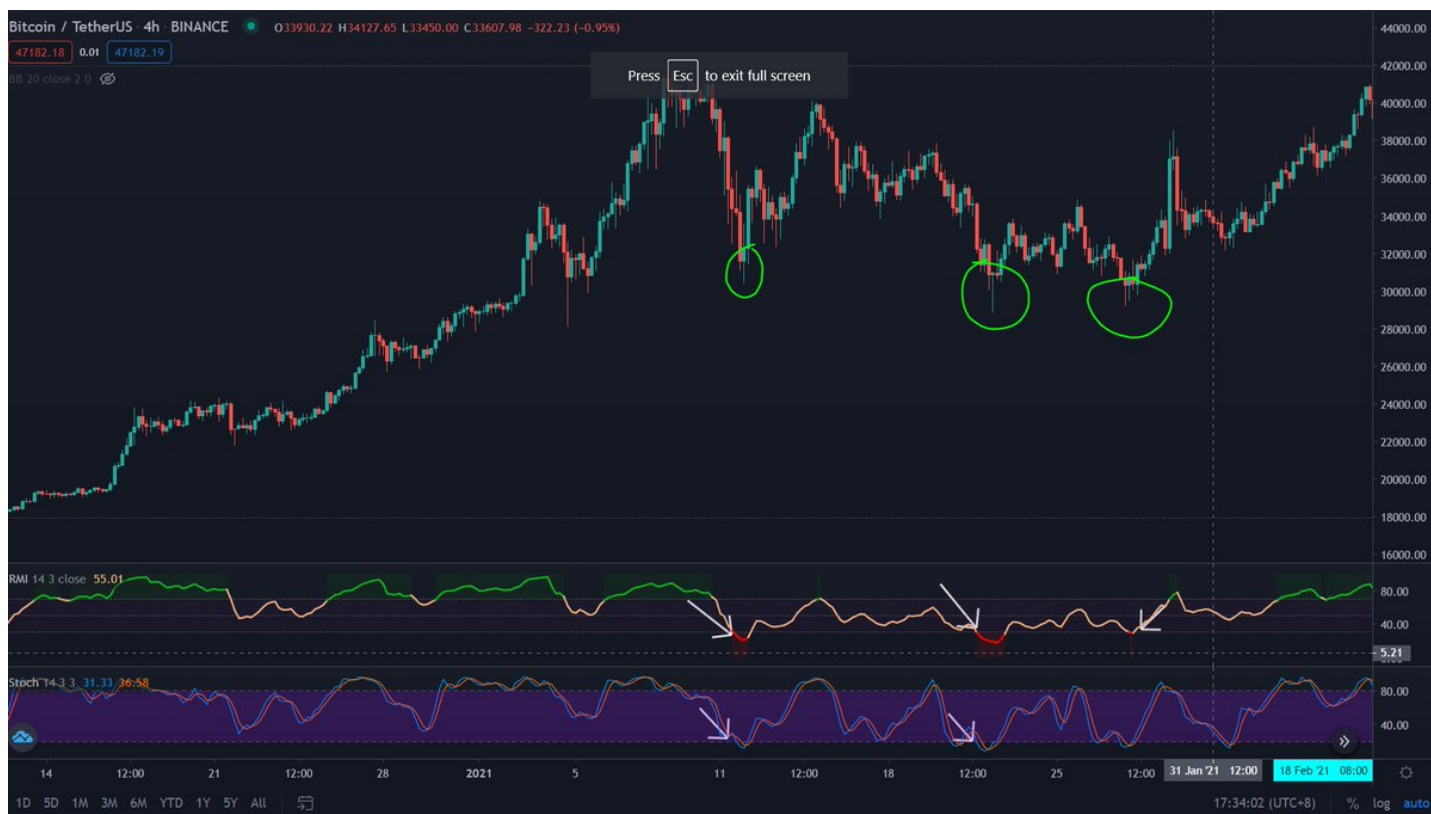 Bitcoin / TetherUS · 4h · BINANCE O33930.22 H34127.65 L33450.00 C33607.98 −322.23 (−0.95%)
47182.18 0.01 47182.19
BB 20 close 2 0
Press Esc to exit full screen
44000.00
42000.00
40000.00
38000.00
36000.00
34000.00
32000.00
30000.00
28000.00
26000.00
24000.00
22000.00
20000.00
18000.00
16000.00
RMI 14 3 close 55.01
80.00
40.00
5.21
Stoch 14 3 3 31.33 36.58
80.00
40.00
14 12:00 21 12:00 28 2021 5 11 12:00 18 12:00 25 12:00 31 Jan '21 12:00 18 Feb '21 08:00
1D 5D 1M 3M 6M YTD 1Y 5Y All 17:34:02 (UTC+8) % log auto